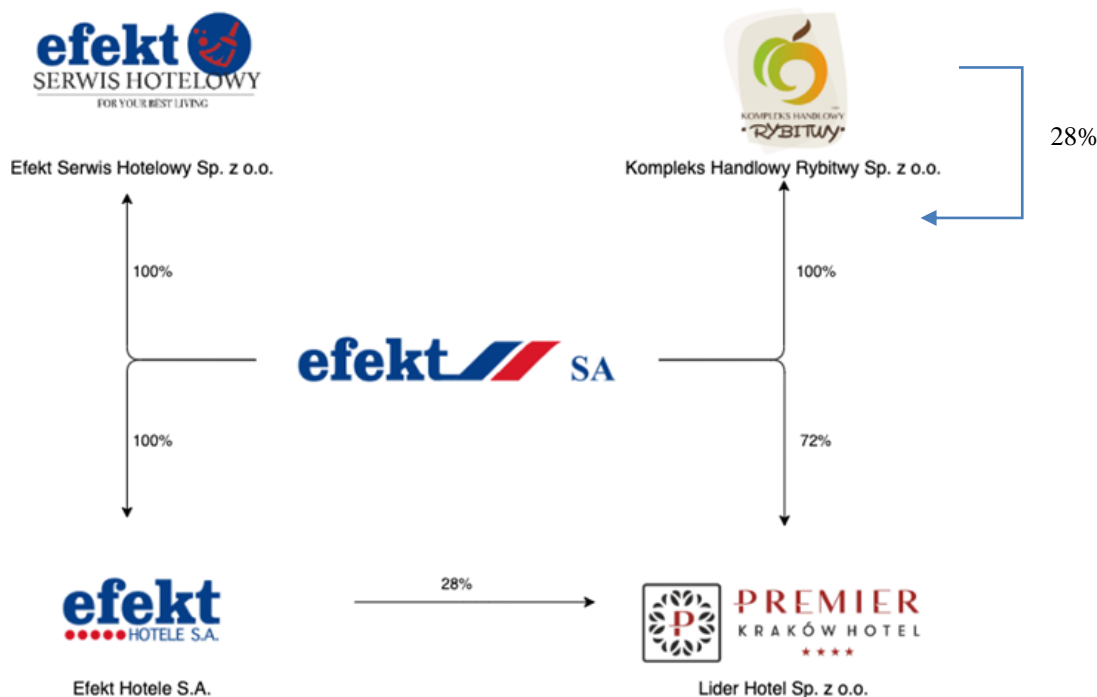 efekt
SERWIS HOTELOWY
FOR YOUR BEST LIVING
Efekt Serwis Hotelowy Sp. z o.o.
KOMPLEKS HANDLOWY
•RYBITWY•
Kompleks Handlowy Rybitwy Sp. z o.o.
28%
100%
100%
efekt SA
100%
72%
efekt
HOTELE S.A.
Efekt Hotele S.A.
28%
P
PREMIER
KRAKÓW HOTEL
★★★★
Lider Hotel Sp. z o.o.